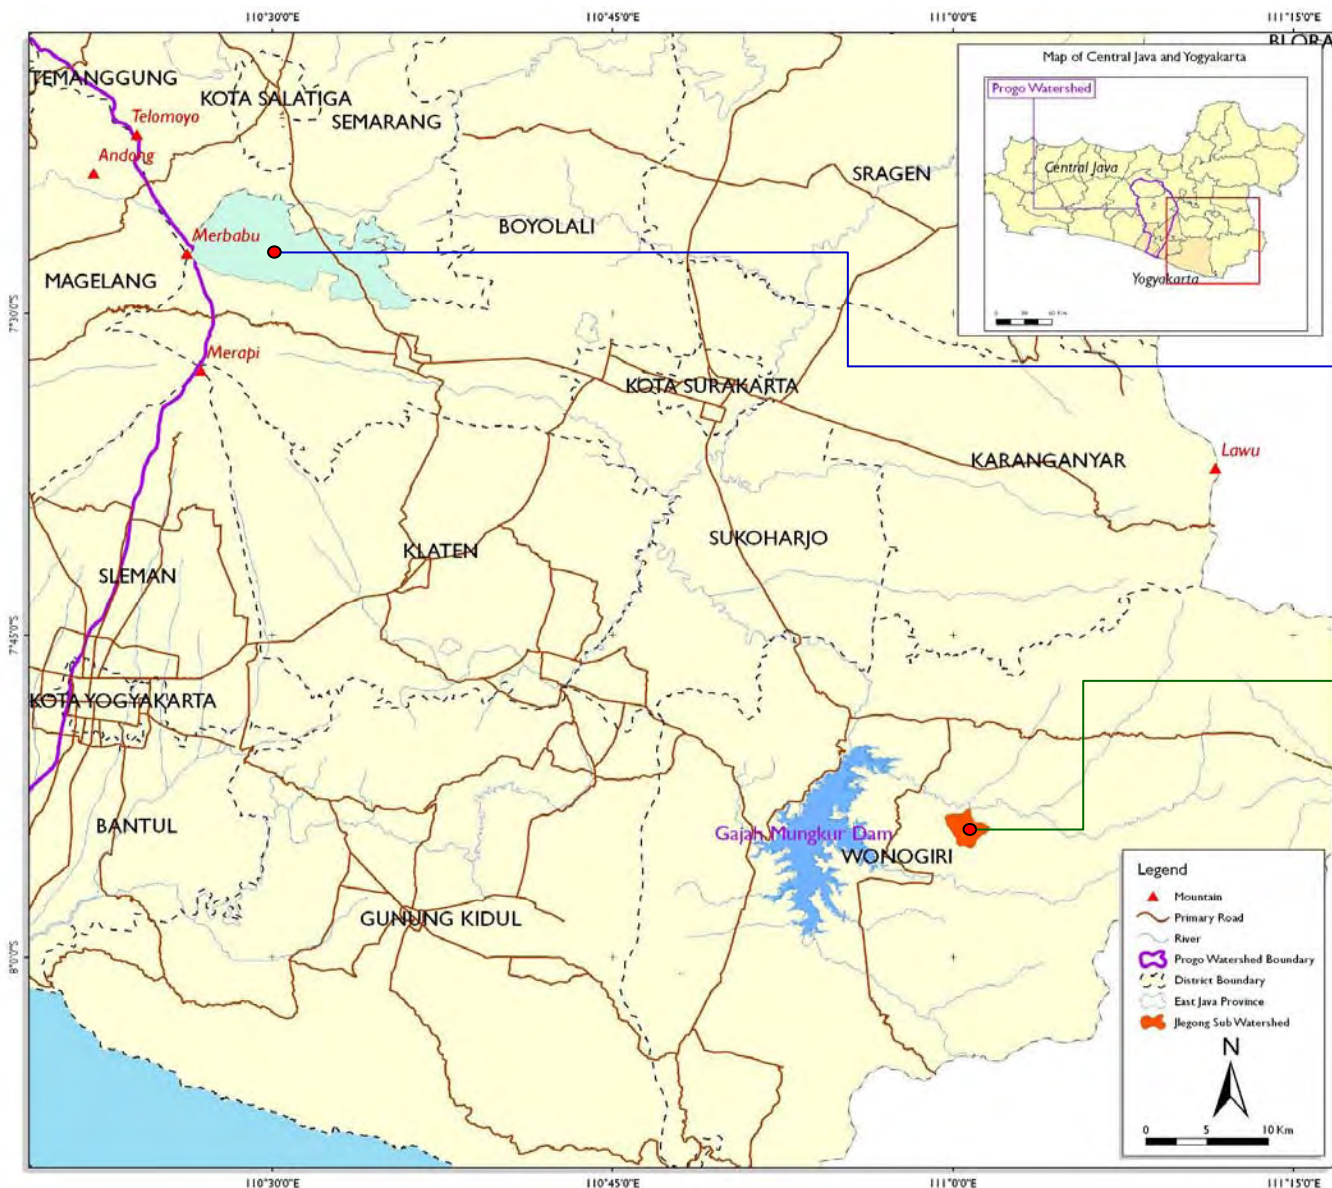 110°30'0"E
110°45'0"E
111°0'0"E
111°15'0"E
BLORA
TEMANGGUNG
KOTA SALATIGA
Telomoyo
SEMARANG
Andong
SRAGEN
Merbabu
BOYOLALI
MAGELANG
7°30'0"S
Merapi
KOTA SURAKARTA
Lawu
KARANGANYAR
SUKOHARJO
KLATEN
SLEMAN
7°45'0"S
KOTA YOGYAKARTA
BANTUL
Gajah Mungkur Dam
WONOGIRI
GUNUNG KIDUL
8°0'0"S
110°30'0"E
110°45'0"E
111°0'0"E
111°15'0"E
Map of Central Java and Yogyakarta
Progo Watershed
Central Java
Yogyakarta
Legend
Mountain
Primary Road
River
Progo Watershed Boundary
District Boundary
East Java Province
Jlegong Sub Watershed
N
0 5 10 Km